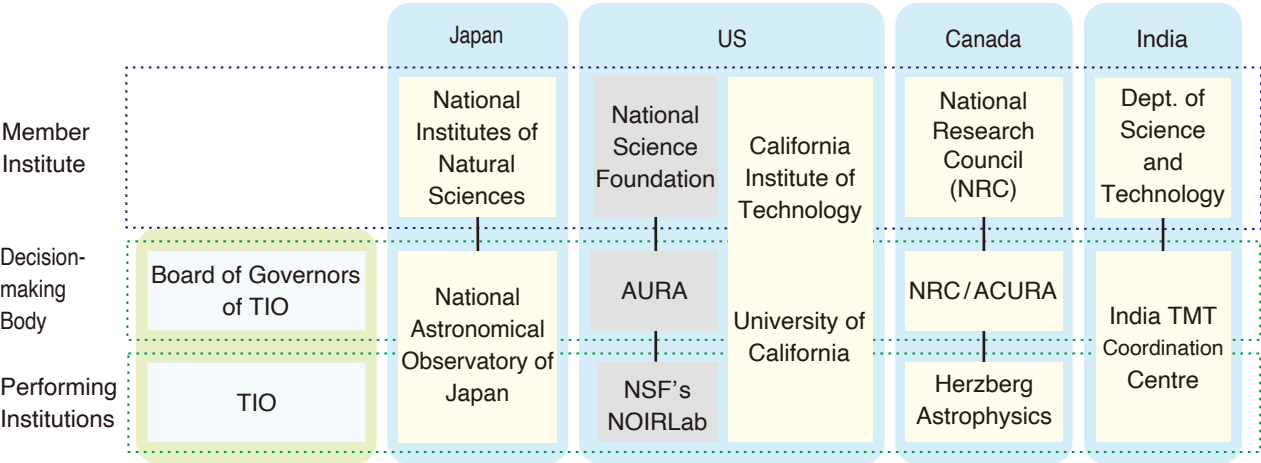 Japan
US
Canada
India
Member
Institute
National
Institutes of
Natural
Sciences
National
Science
Foundation
California
Institute of
Technology
University of
California
National
Research
Council
(NRC)
Dept. of
Science
and
Technology
Decision-
making
Body
Board of Governors
of TIO
National
Astronomical
Observatory of
Japan
AURA
NRC/ACURA
India TMT
Coordination
Centre
Performing
Institutions
TIO
NSF's
NOIRLab
Herzberg
Astrophysics